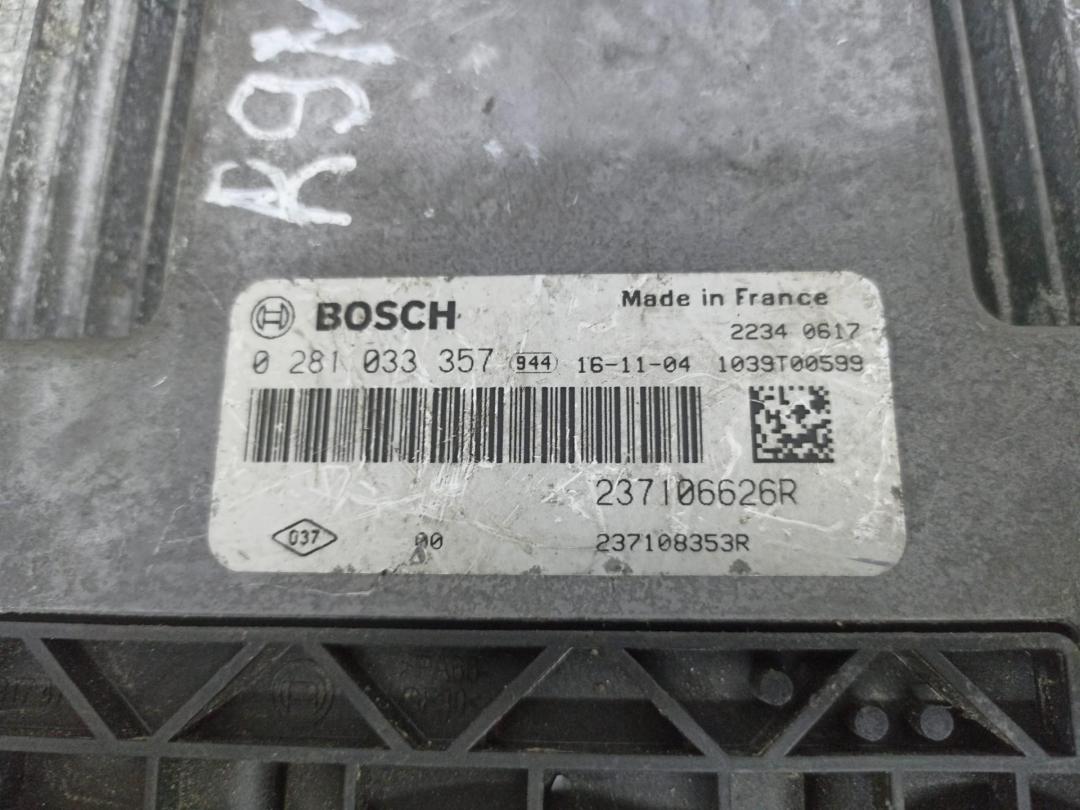 R9M
BOSCH
Made in France
2234 0617
0 281 033 357 944 16-11-04 1039T00599
237106626R
037 00 237108353R